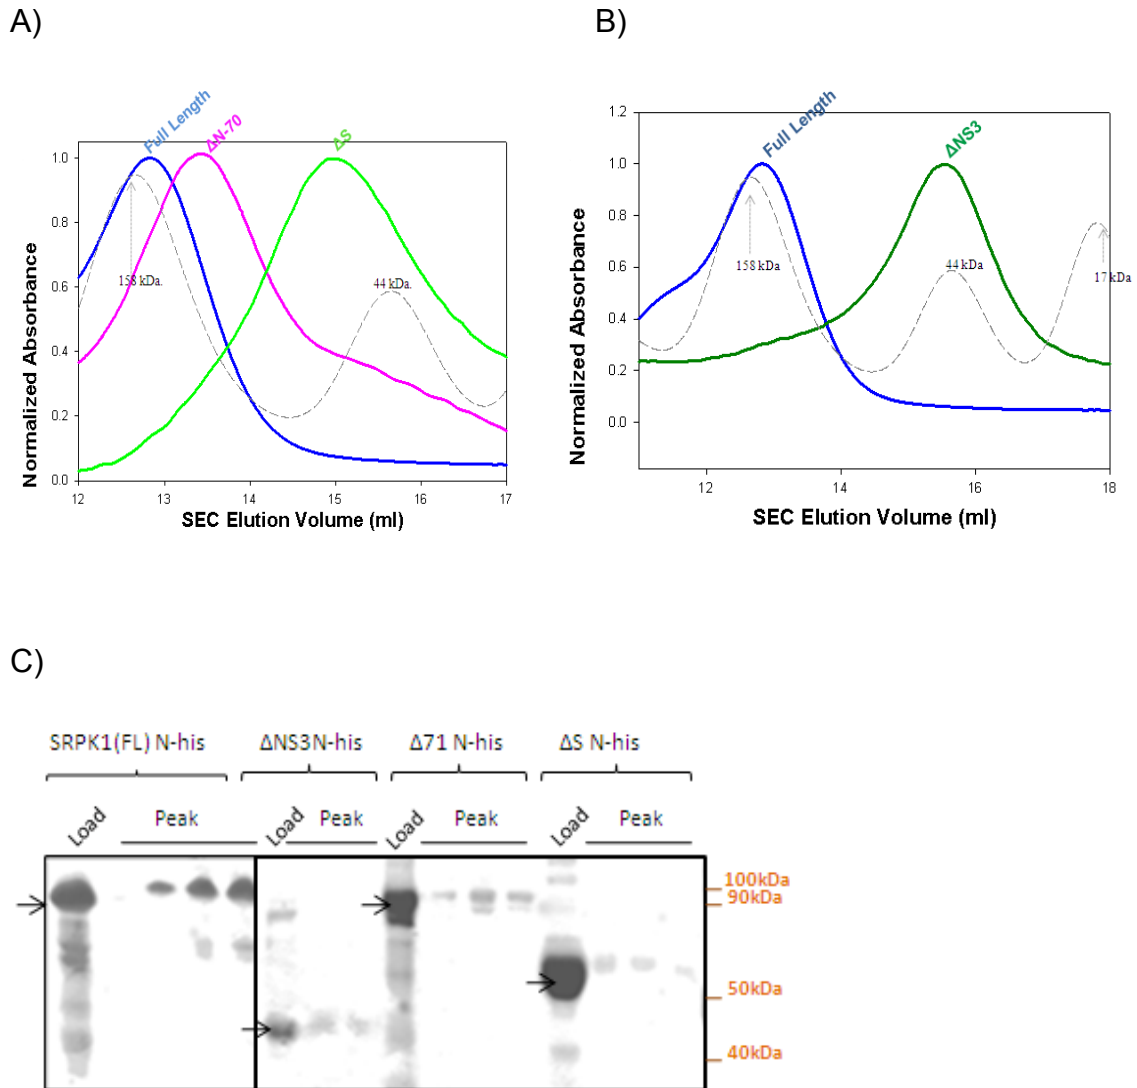 A)
B)
Full Length
ΔN-70
ΔS
Normalized Absorbance
1.0
0.8
0.6
0.4
0.2
0.0
158 kDa.
44 kDa.
12
13
14
15
16
17
SEC Elution Volume (ml)
Full Length
ΔNS3
Normalized Absorbance
1.2
1.0
0.8
0.6
0.4
0.2
0.0
158 kDa
44 kDa
17 kDa
12
14
16
18
SEC Elution Volume (ml)
C)
SRPK1(FL) N-his
ΔNS3N-his
Δ71 N-his
ΔS N-his
Load
Peak
Load
Peak
Load
Peak
Load
Peak
100kDa
90kDa
50kDa
40kDa